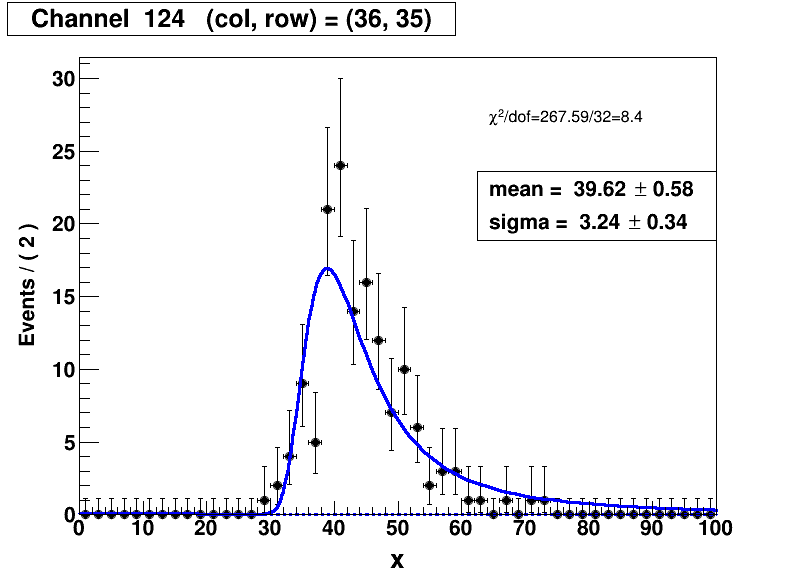 Channel 124 (col, row) = (36, 35)
χ²/dof=267.59/32=8.4
mean = 39.62 ± 0.58
sigma = 3.24 ± 0.34
Events / ( 2 )
30
25
20
15
10
5
0
0 10 20 30 40 50 60 70 80 90 100
x